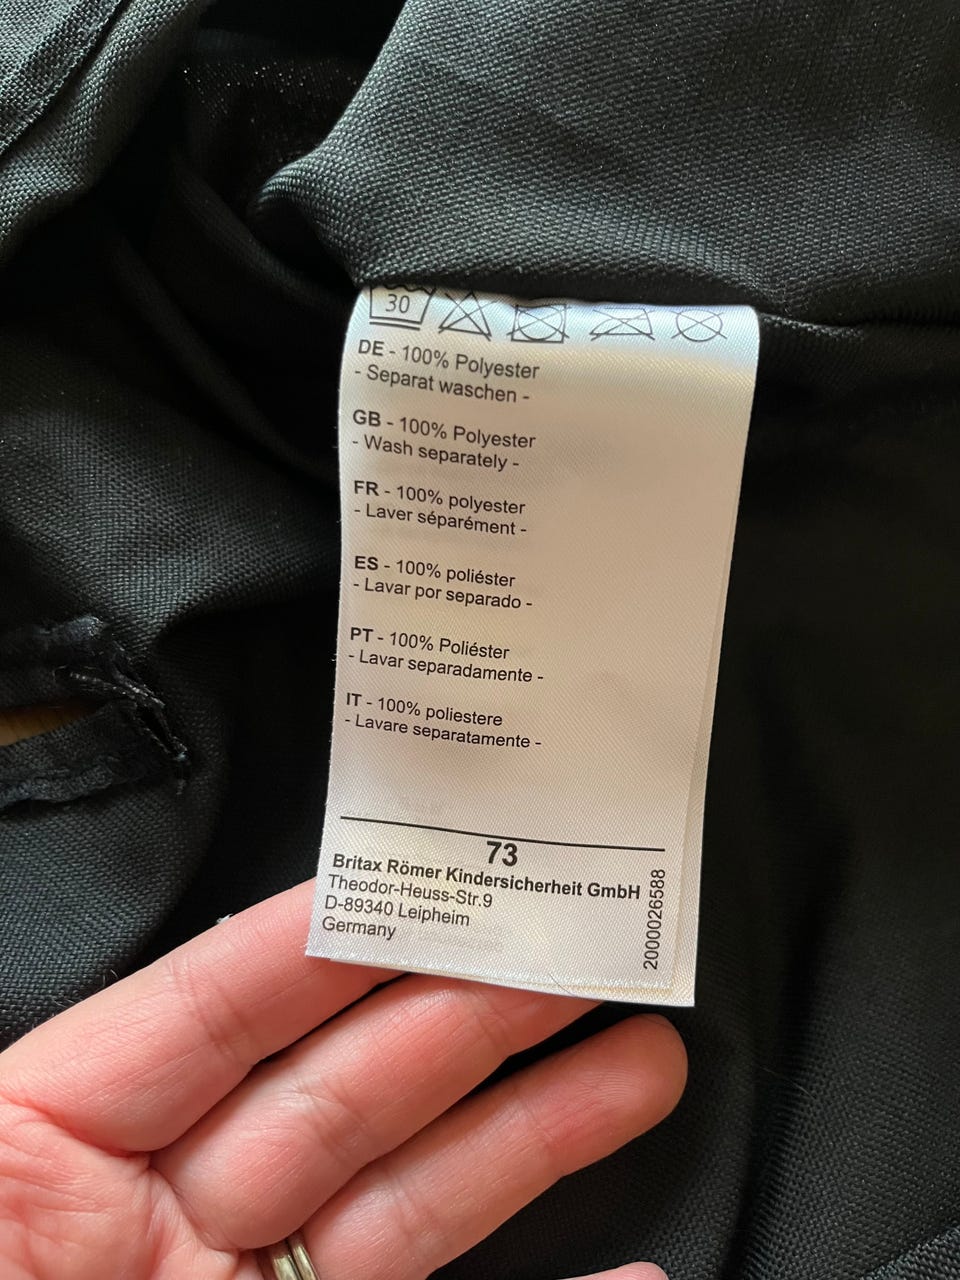 30
DE - 100% Polyester
- Separat waschen -
GB - 100% Polyester
- Wash separately -
FR - 100% polyester
- Laver séparément -
ES - 100% poliéster
- Lavar por separado -
PT - 100% Poliéster
- Lavar separadamente -
IT - 100% poliestere
- Lavare separatamente -
73
Britax Römer Kindersicherheit GmbH
Theodor-Heuss-Str.9
D-89340 Leipheim
Germany
2000026588